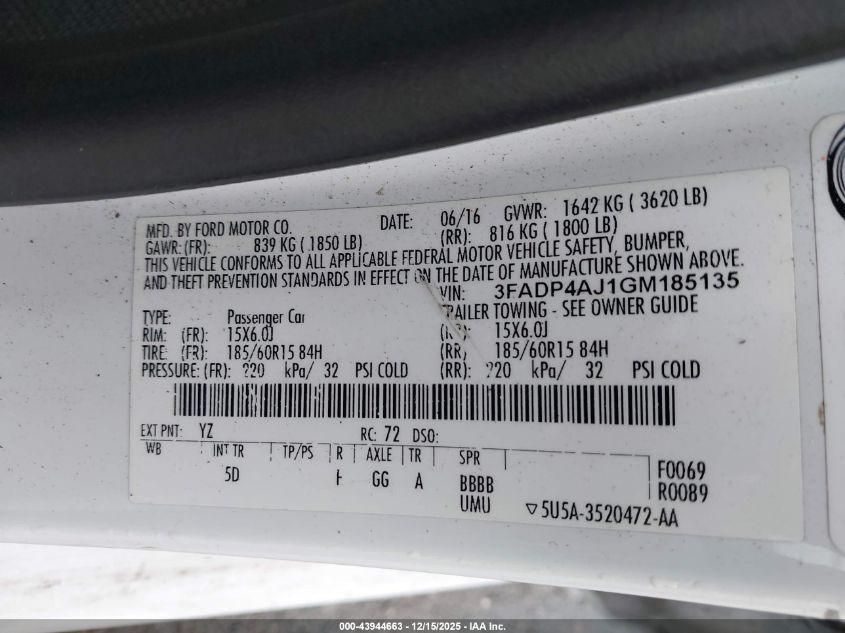 MFD. BY FORD MOTOR CO. DATE: 06/16 GVWR: 1642 KG ( 3620 LB)
GAWR: (FR): 839 KG ( 1850 LB) (RR): 816 KG ( 1800 LB)
THIS VEHICLE CONFORMS TO ALL APPLICABLE FEDERAL MOTOR VEHICLE SAFETY, BUMPER,
AND THEFT PREVENTION STANDARDS IN EFFECT ON THE DATE OF MANUFACTURE SHOWN ABOVE.
VIN: 3FADP4AJ1GM185135
TYPE: Passenger Car TRAILER TOWING - SEE OWNER GUIDE
RIM: (FR): 15X6.0J (RR): 15X6.0J
TIRE: (FR): 185/60R15 84H (RR) 185/60R15 84H
PRESSURE: (FR): 220 kPa/ 32 PSI COLD (RR): 220 kPa/ 32 PSI COLD
EXT PNT: YZ RC: 72 DSO:
WB INT TR TP/PS R AXLE TR SPR
5D H GG A BBBB F0069
UMU R0089
5U5A-3520472-AA
000-43944663 - 12/15/2025 - IAA Inc.